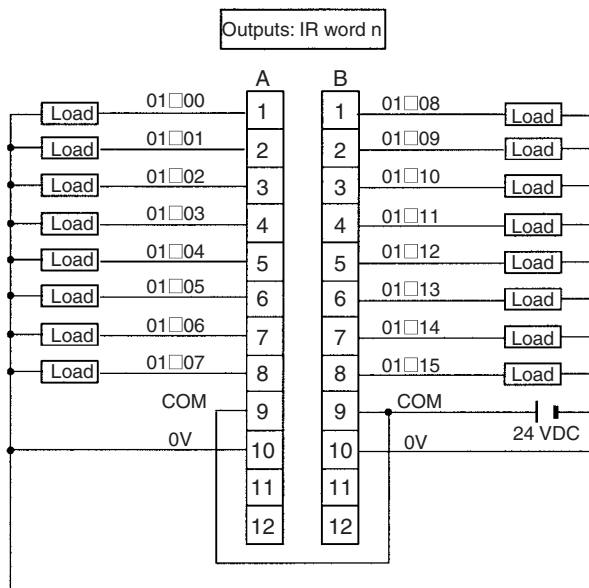 Outputs: IR word n
A B
Load 01□00 1 1 01□08 Load
Load 01□01 2 2 01□09 Load
Load 01□02 3 3 01□10 Load
Load 01□03 4 4 01□11 Load
Load 01□04 5 5 01□12 Load
Load 01□05 6 6 01□13 Load
Load 01□06 7 7 01□14 Load
Load 01□07 8 8 01□15 Load
COM 9 9 COM
24 VDC
0V 10 10 0V
11 11
12 12